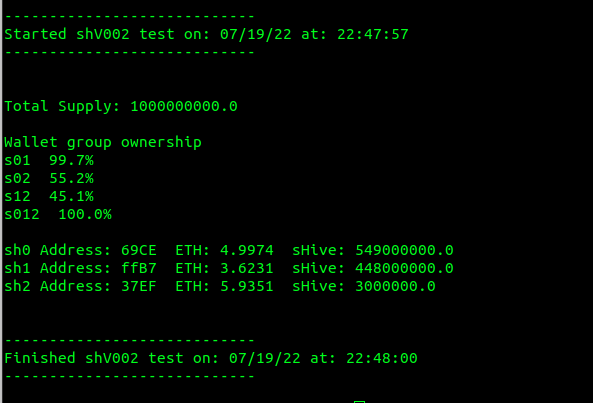 ----------------------------
Started shV002 test on: 07/19/22 at: 22:47:57
----------------------------
Total Supply: 1000000000.0
Wallet group ownership
s01  99.7%
s02  55.2%
s12  45.1%
s012  100.0%
sh0 Address: 69CE  ETH: 4.9974  sHive: 549000000.0
sh1 Address: ffB7  ETH: 3.6231  sHive: 448000000.0
sh2 Address: 37EF  ETH: 5.9351  sHive: 3000000.0
----------------------------
Finished shV002 test on: 07/19/22 at: 22:48:00
----------------------------